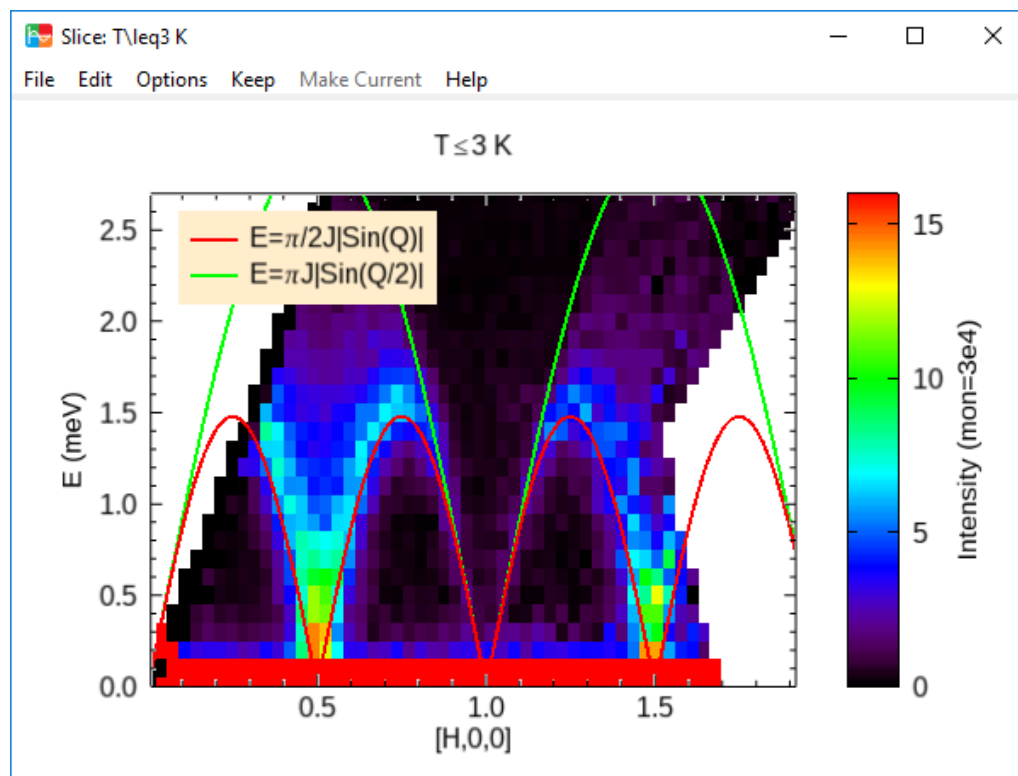 Slice: T\leq3 K
File Edit Options Keep Make Current Help
T≤3 K
E=π/2J|Sin(Q)|
E=πJ|Sin(Q/2)|
2.5
2.0
1.5
1.0
0.5
0.0
E (meV)
0.5 1.0 1.5
[H,0,0]
15
10
5
0
Intensity (mon=3e4)